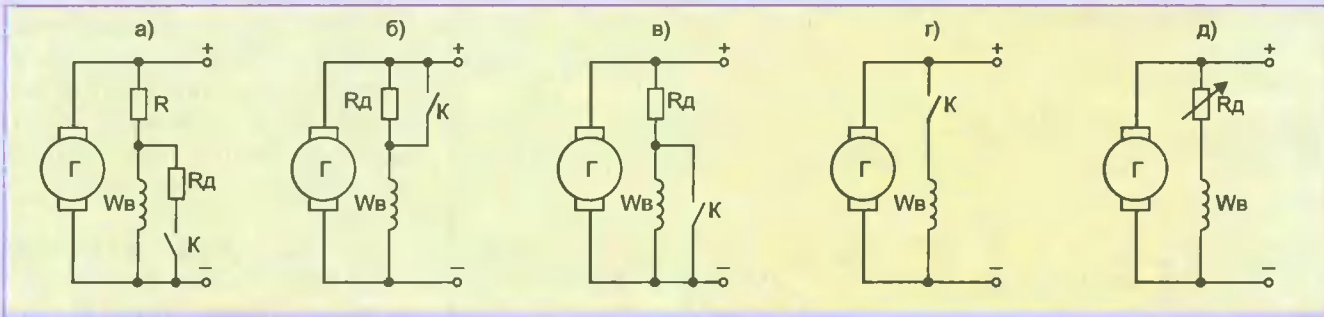 а) б) в) г) д)
+ + + + +
R Rд K Rд K Rд
Г Г Г Г Г
Rд
Wв Wв Wв K Wв Wв
K
− − − − −